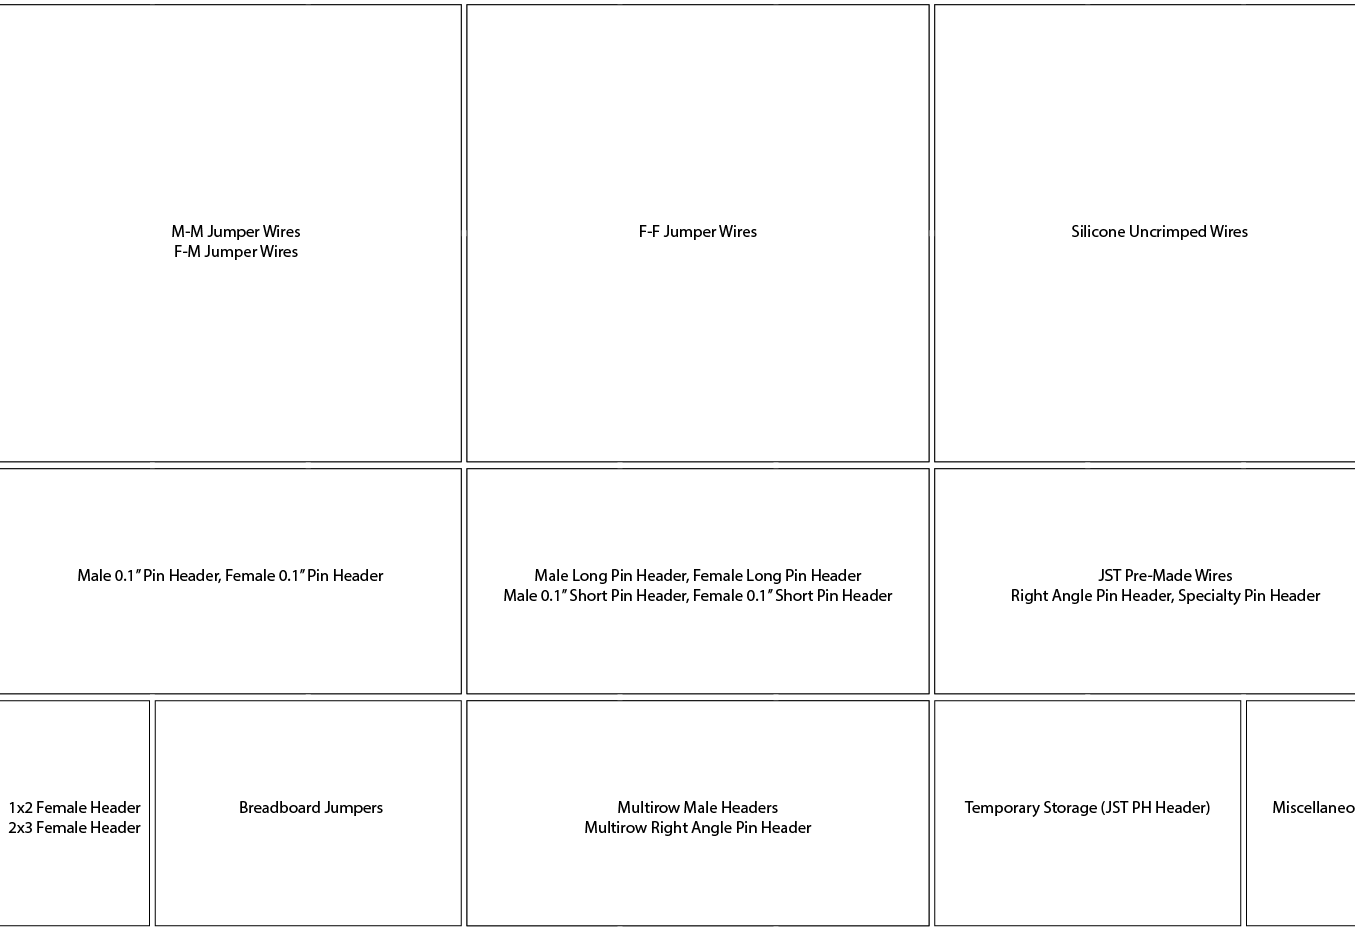 M-M Jumper Wires
F-M Jumper Wires
F-F Jumper Wires
Silicone Uncrimped Wires
Male 0.1” Pin Header, Female 0.1” Pin Header
Male Long Pin Header, Female Long Pin Header
Male 0.1” Short Pin Header, Female 0.1” Short Pin Header
JST Pre-Made Wires
Right Angle Pin Header, Specialty Pin Header
1x2 Female Header
2x3 Female Header
Breadboard Jumpers
Multirow Male Headers
Multirow Right Angle Pin Header
Temporary Storage (JST PH Header)
Miscellaneo